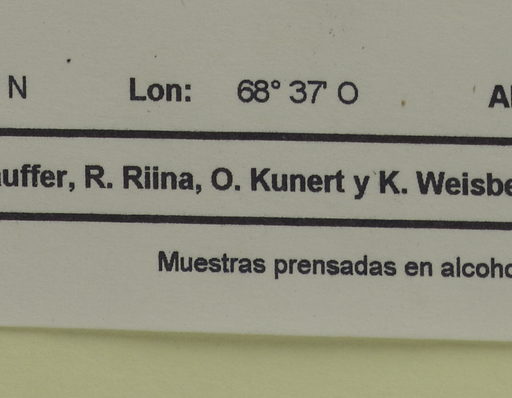 N Lon: 68° 37' O
R. Riina, O. Kunert y K.
Muestras prensadas en